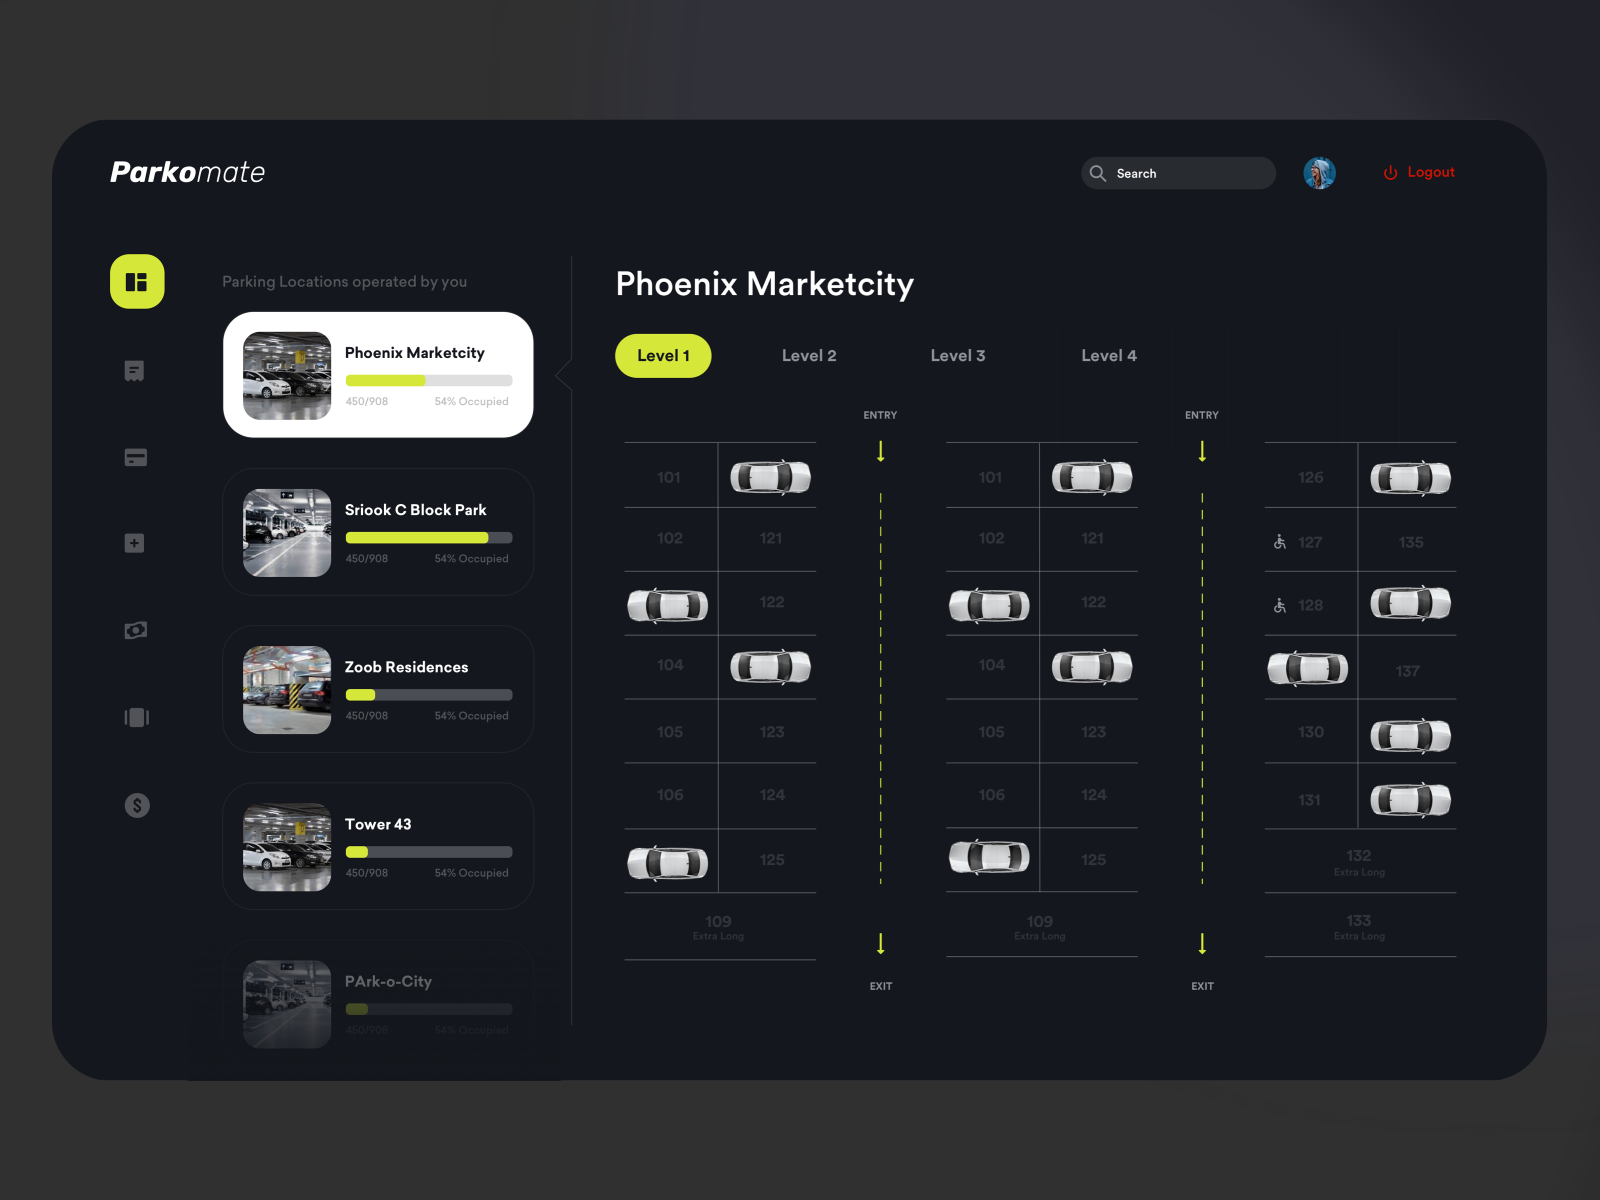 Parkomate
Search
Logout
Parking Locations operated by you
Phoenix Marketcity
450/908 54% Occupied
Sriook C Block Park
450/908 54% Occupied
Zoob Residences
450/908 54% Occupied
Tower 43
450/908 54% Occupied
PArk-o-City
450/908 54% Occupied
Phoenix Marketcity
Level 1 Level 2 Level 3 Level 4
ENTRY ENTRY
101 101 126
102 121 102 121 127 135
122 122 128
104 104 137
105 123 105 123 130
106 124 106 124 131
125 125 132
Extra Long
109 109 133
Extra Long Extra Long Extra Long
EXIT EXIT